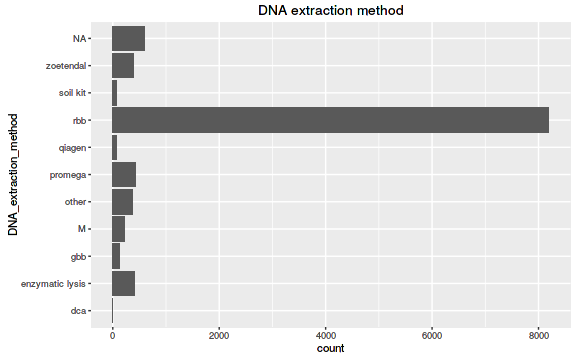 DNA extraction method
DNA_extraction_method
NA
zoetendal
soil kit
rbb
qiagen
promega
other
M
gbb
enzymatic lysis
dca
0 2000 4000 6000 8000
count